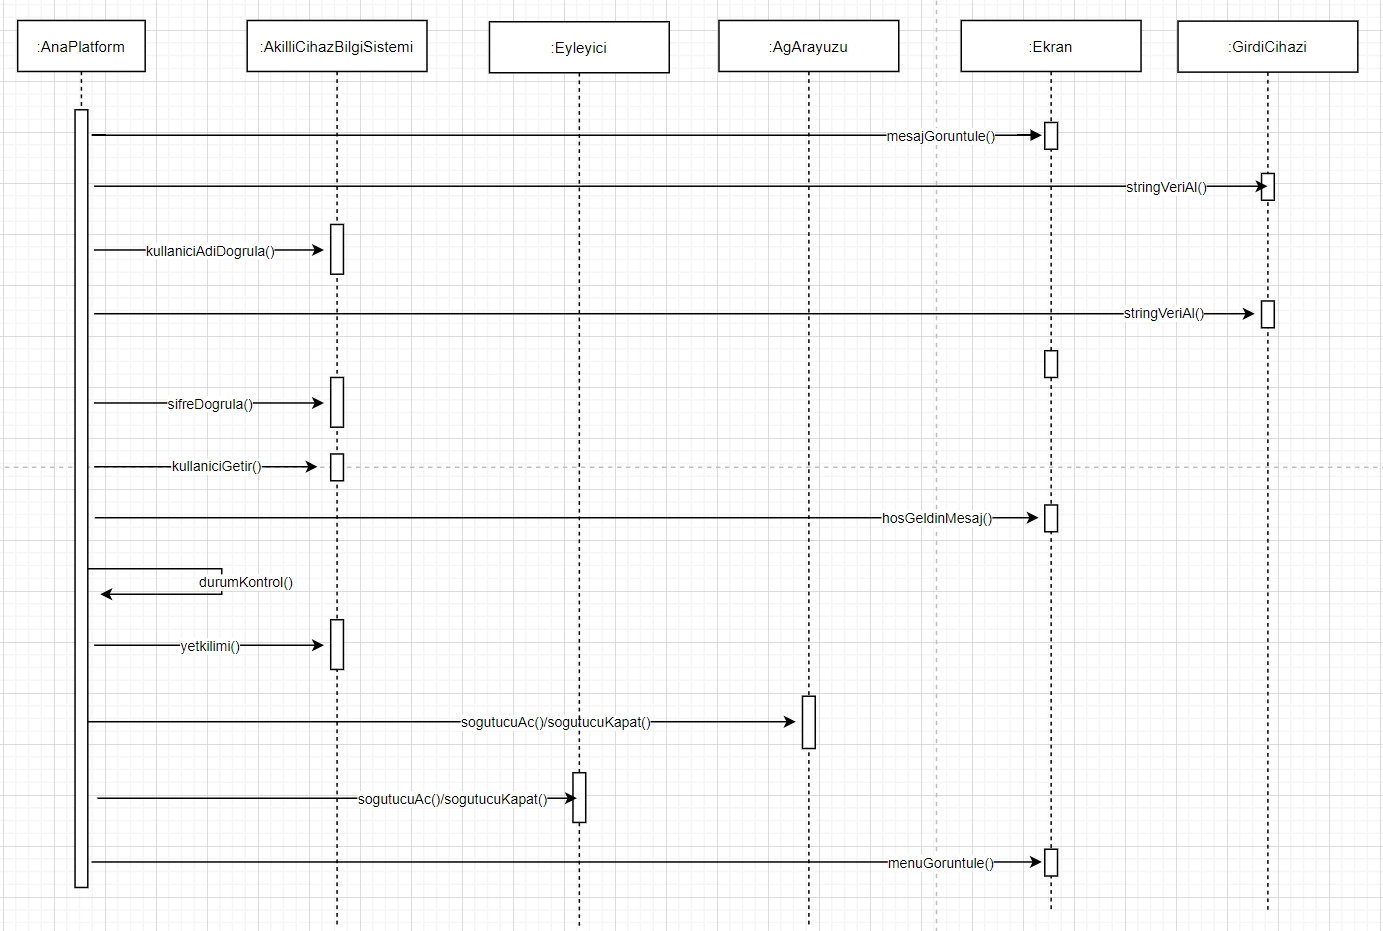 :AnaPlatform
:AkilliCihazBilgiSistemi
:Eyleyici
:AgArayuzu
:Ekran
:GirdiCihazi
mesajGoruntule()
stringVeriAl()
kullaniciAdiDogrula()
stringVeriAl()
sifreDogrula()
kullaniciGetir()
hosGeldinMesaj()
durumKontrol()
yetkilimi()
sogutucuAc()/sogutucuKapat()
sogutucuAc()/sogutucuKapat()
menuGoruntule()